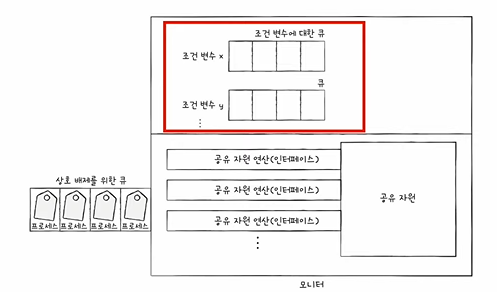 조건 변수에 대한 큐
조건 변수 x
큐
조건 변수 y
⋮
상호 배제를 위한 큐
프로세스 프로세스 프로세스 프로세스
공유 자원 연산(인터페이스)
공유 자원 연산(인터페이스)
공유 자원 연산(인터페이스)
⋮
공유 자원
모니터